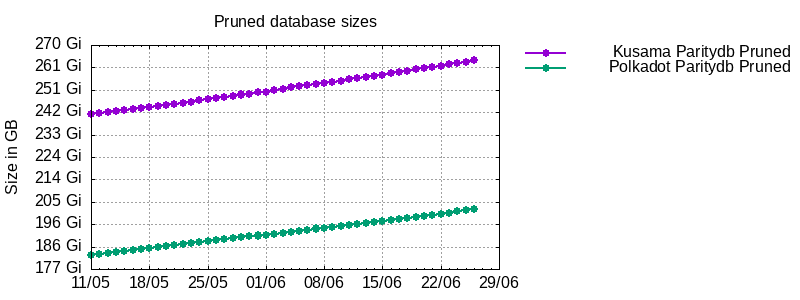 Pruned database sizes
Kusama Paritydb Pruned
Polkadot Paritydb Pruned
Size in GB
270 Gi
261 Gi
251 Gi
242 Gi
233 Gi
224 Gi
214 Gi
205 Gi
196 Gi
186 Gi
177 Gi
11/05 18/05 25/05 01/06 08/06 15/06 22/06 29/06